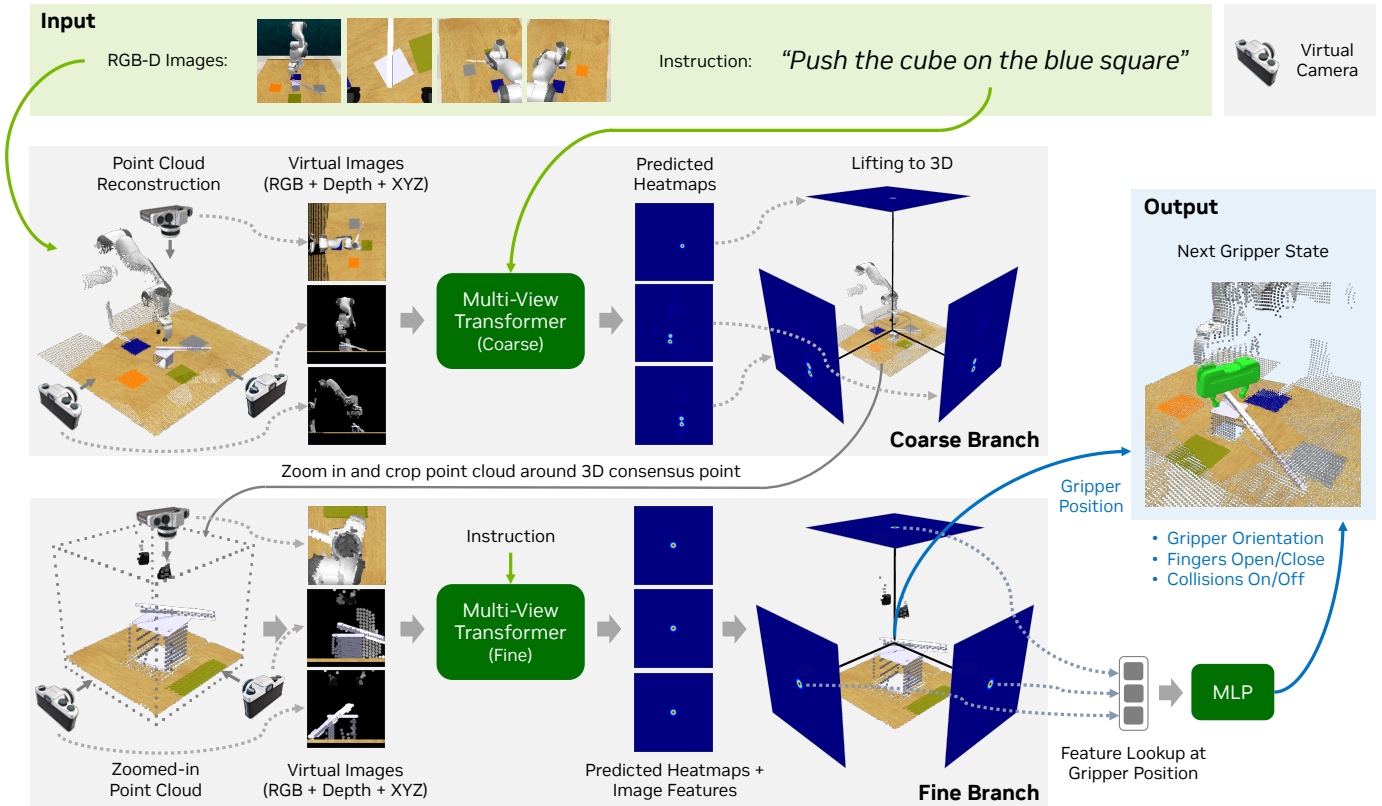 Input
RGB-D Images:
Instruction:
“Push the cube on the blue square”
Virtual
Camera
Point Cloud
Reconstruction
Virtual Images
(RGB + Depth + XYZ)
Predicted
Heatmaps
Lifting to 3D
Multi-View
Transformer
(Coarse)
Coarse Branch
Output
Next Gripper State
Zoom in and crop point cloud around 3D consensus point
Gripper
Position
• Gripper Orientation
• Fingers Open/Close
• Collisions On/Off
Instruction
Multi-View
Transformer
(Fine)
MLP
Zoomed-in
Point Cloud
Virtual Images
(RGB + Depth + XYZ)
Predicted Heatmaps +
Image Features
Fine Branch
Feature Lookup at
Gripper Position